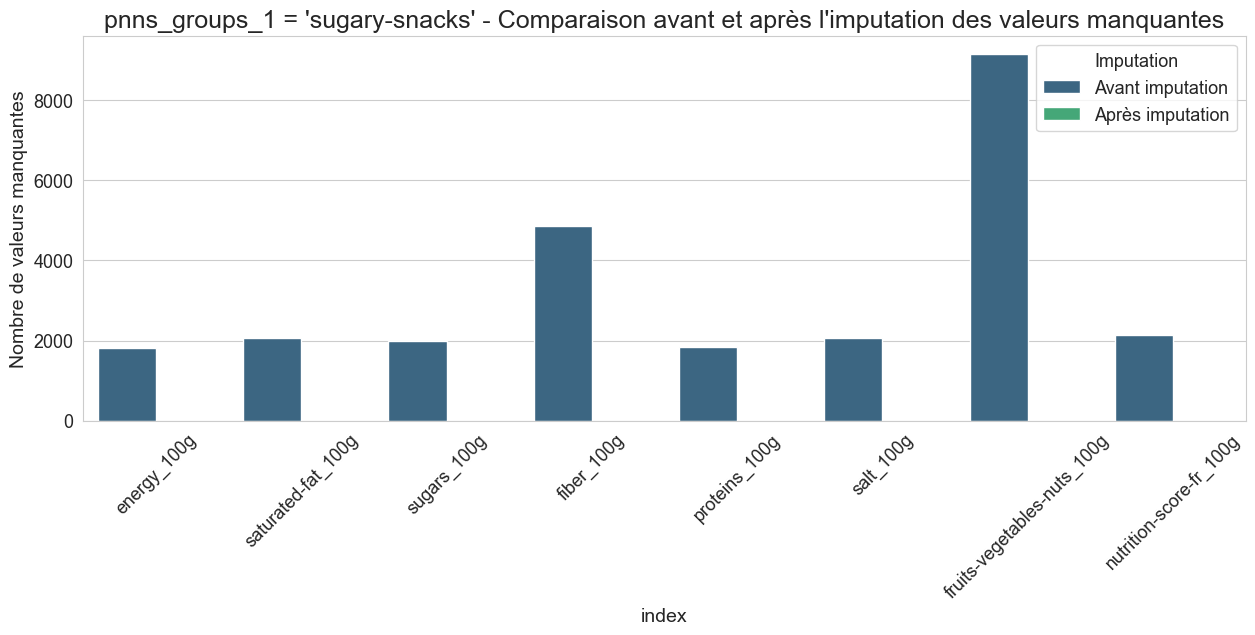 pnns_groups_1 = 'sugary-snacks' - Comparaison avant et après l'imputation des valeurs manquantes
Imputation
Avant imputation
Après imputation
Nombre de valeurs manquantes
8000
6000
4000
2000
0
energy_100g
saturated-fat_100g
sugars_100g
fiber_100g
proteins_100g
salt_100g
fruits-vegetables-nuts_100g
nutrition-score-fr_100g
index